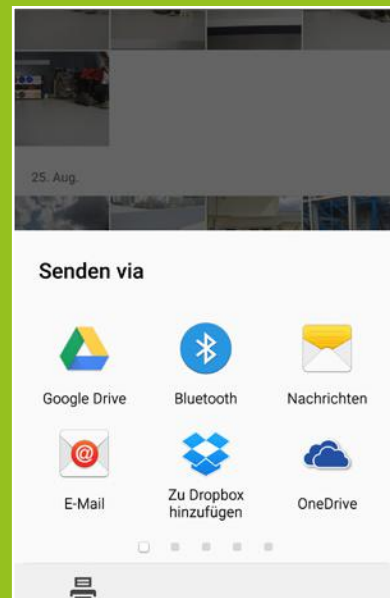 25. Aug.
Senden via
Google Drive
Bluetooth
Nachrichten
@
E-Mail
Zu Dropbox
hinzufügen
OneDrive